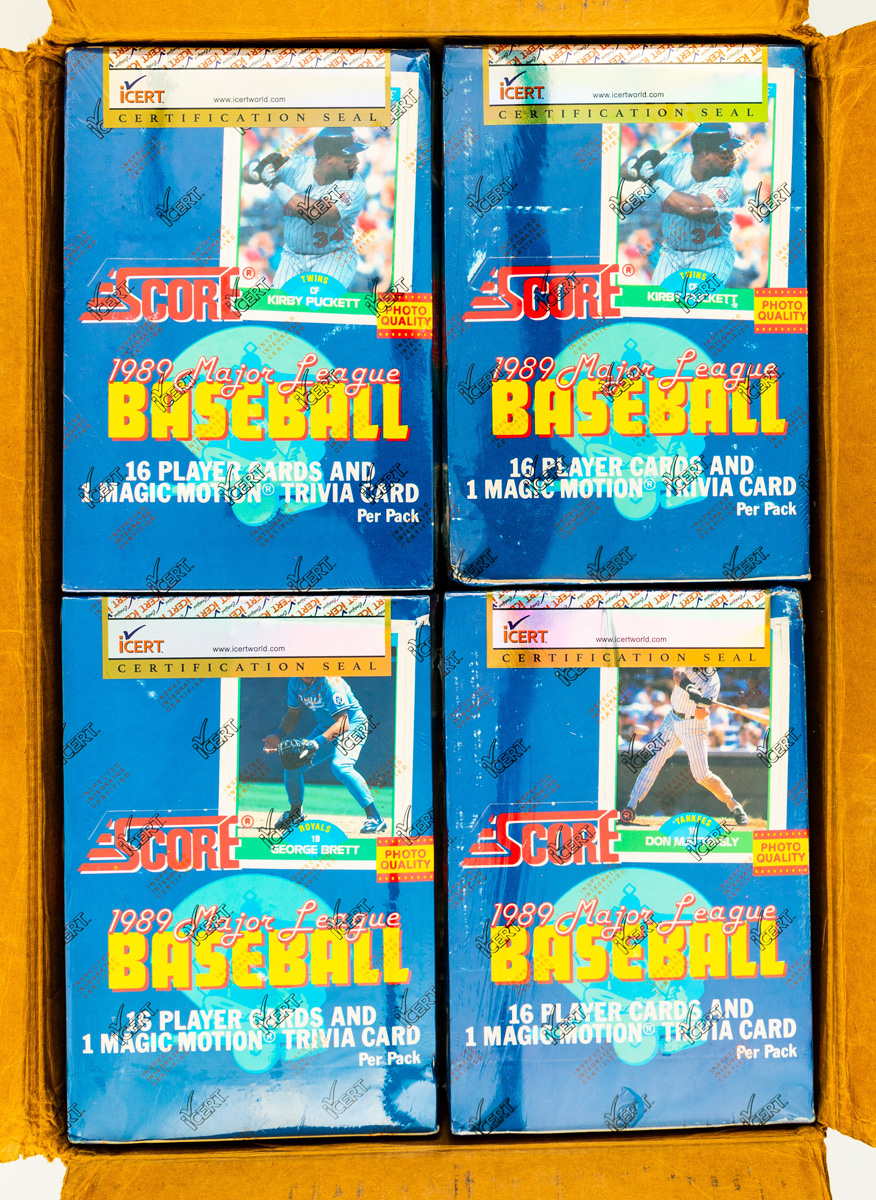 iCERT
www.icertworld.com
CERTIFICATION SEAL
34
TWINS
CF
KIRBY PUCKETT
SCORE®
PHOTO
QUALITY
1989 Major League
BASEBALL
16 PLAYER CARDS AND
1 MAGIC MOTION® TRIVIA CARD
Per Pack
iCERT
www.icertworld.com
CERTIFICATION SEAL
34
TWINS
CF
KIRBY PUCKETT
SCORE®
PHOTO
QUALITY
1989 Major League
BASEBALL
16 PLAYER CARDS AND
1 MAGIC MOTION® TRIVIA CARD
Per Pack
iCERT
www.icertworld.com
CERTIFICATION SEAL
ROYALS
1B
GEORGE BRETT
SCORE®
PHOTO
QUALITY
1989 Major League
BASEBALL
16 PLAYER CARDS AND
1 MAGIC MOTION® TRIVIA CARD
Per Pack
iCERT
www.icertworld.com
CERTIFICATION SEAL
YANKEES
DON MATTINGLY
SCORE®
PHOTO
QUALITY
1989 Major League
BASEBALL
16 PLAYER CARDS AND
1 MAGIC MOTION® TRIVIA CARD
Per Pack